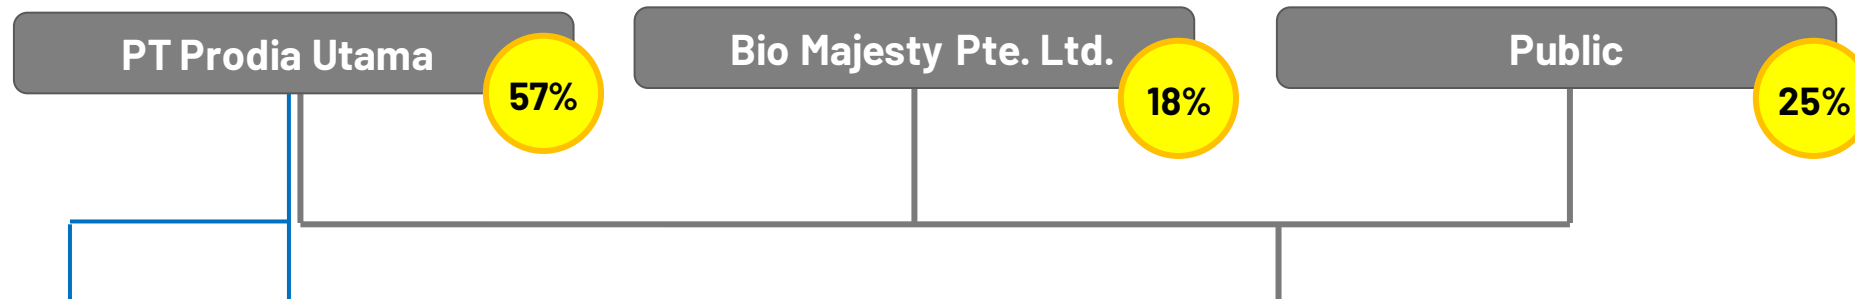 PT Prodia Utama
57%
Bio Majesty Pte. Ltd.
18%
Public
25%